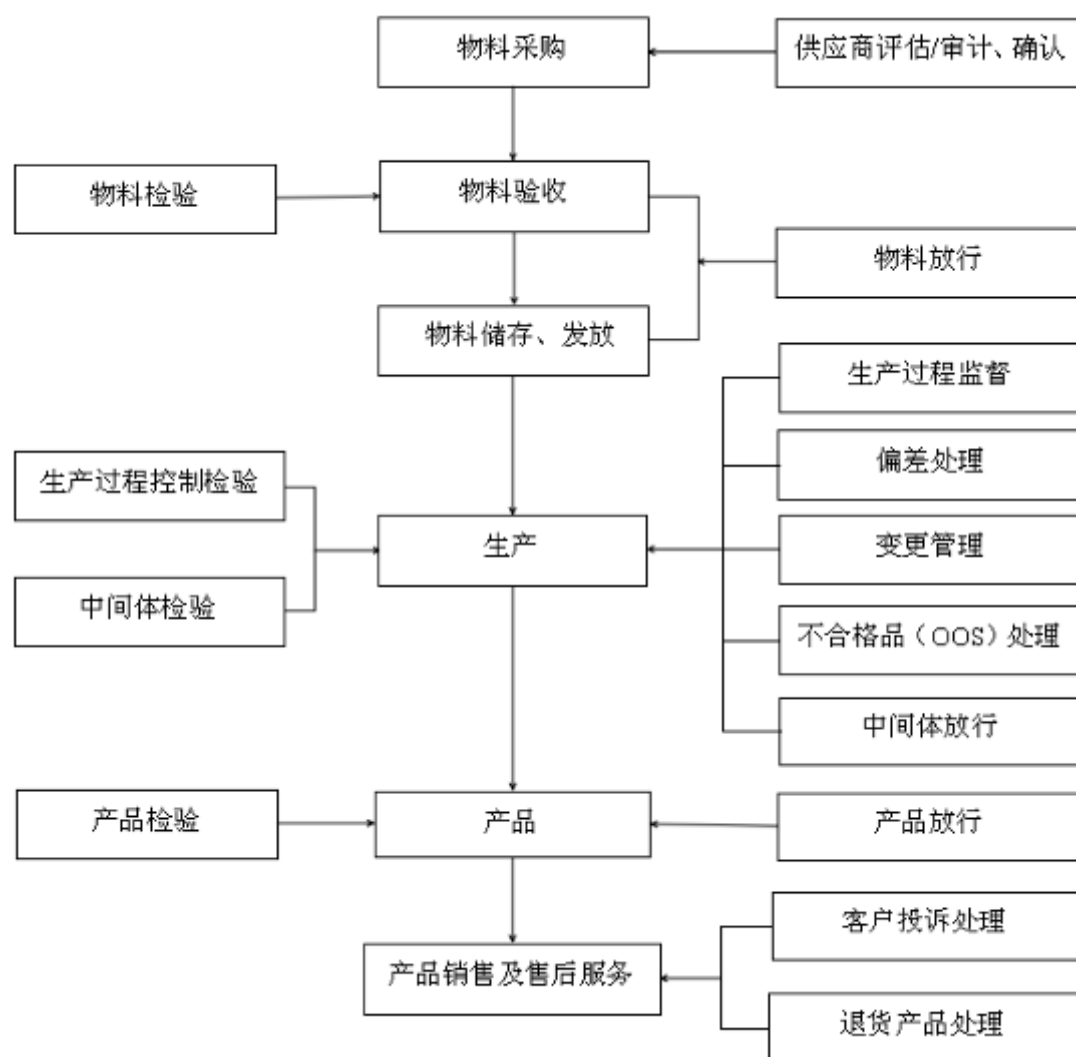 物料采购
供应商评估/审计、确认
物料检验
物料验收
物料放行
物料储存、发放
生产过程监督
偏差处理
生产过程控制检验
生产
变更管理
中间体检验
不合格品（OOS）处理
中间体放行
产品检验
产品
产品放行
客户投诉处理
产品销售及售后服务
退货产品处理